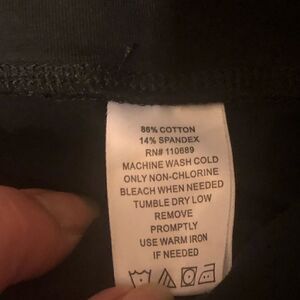 86% COTTON
14% SPANDEX
RN# 110689
MACHINE WASH COLD
ONLY NON-CHLORINE
BLEACH WHEN NEEDED
TUMBLE DRY LOW
REMOVE
PROMPTLY
USE WARM IRON
IF NEEDED